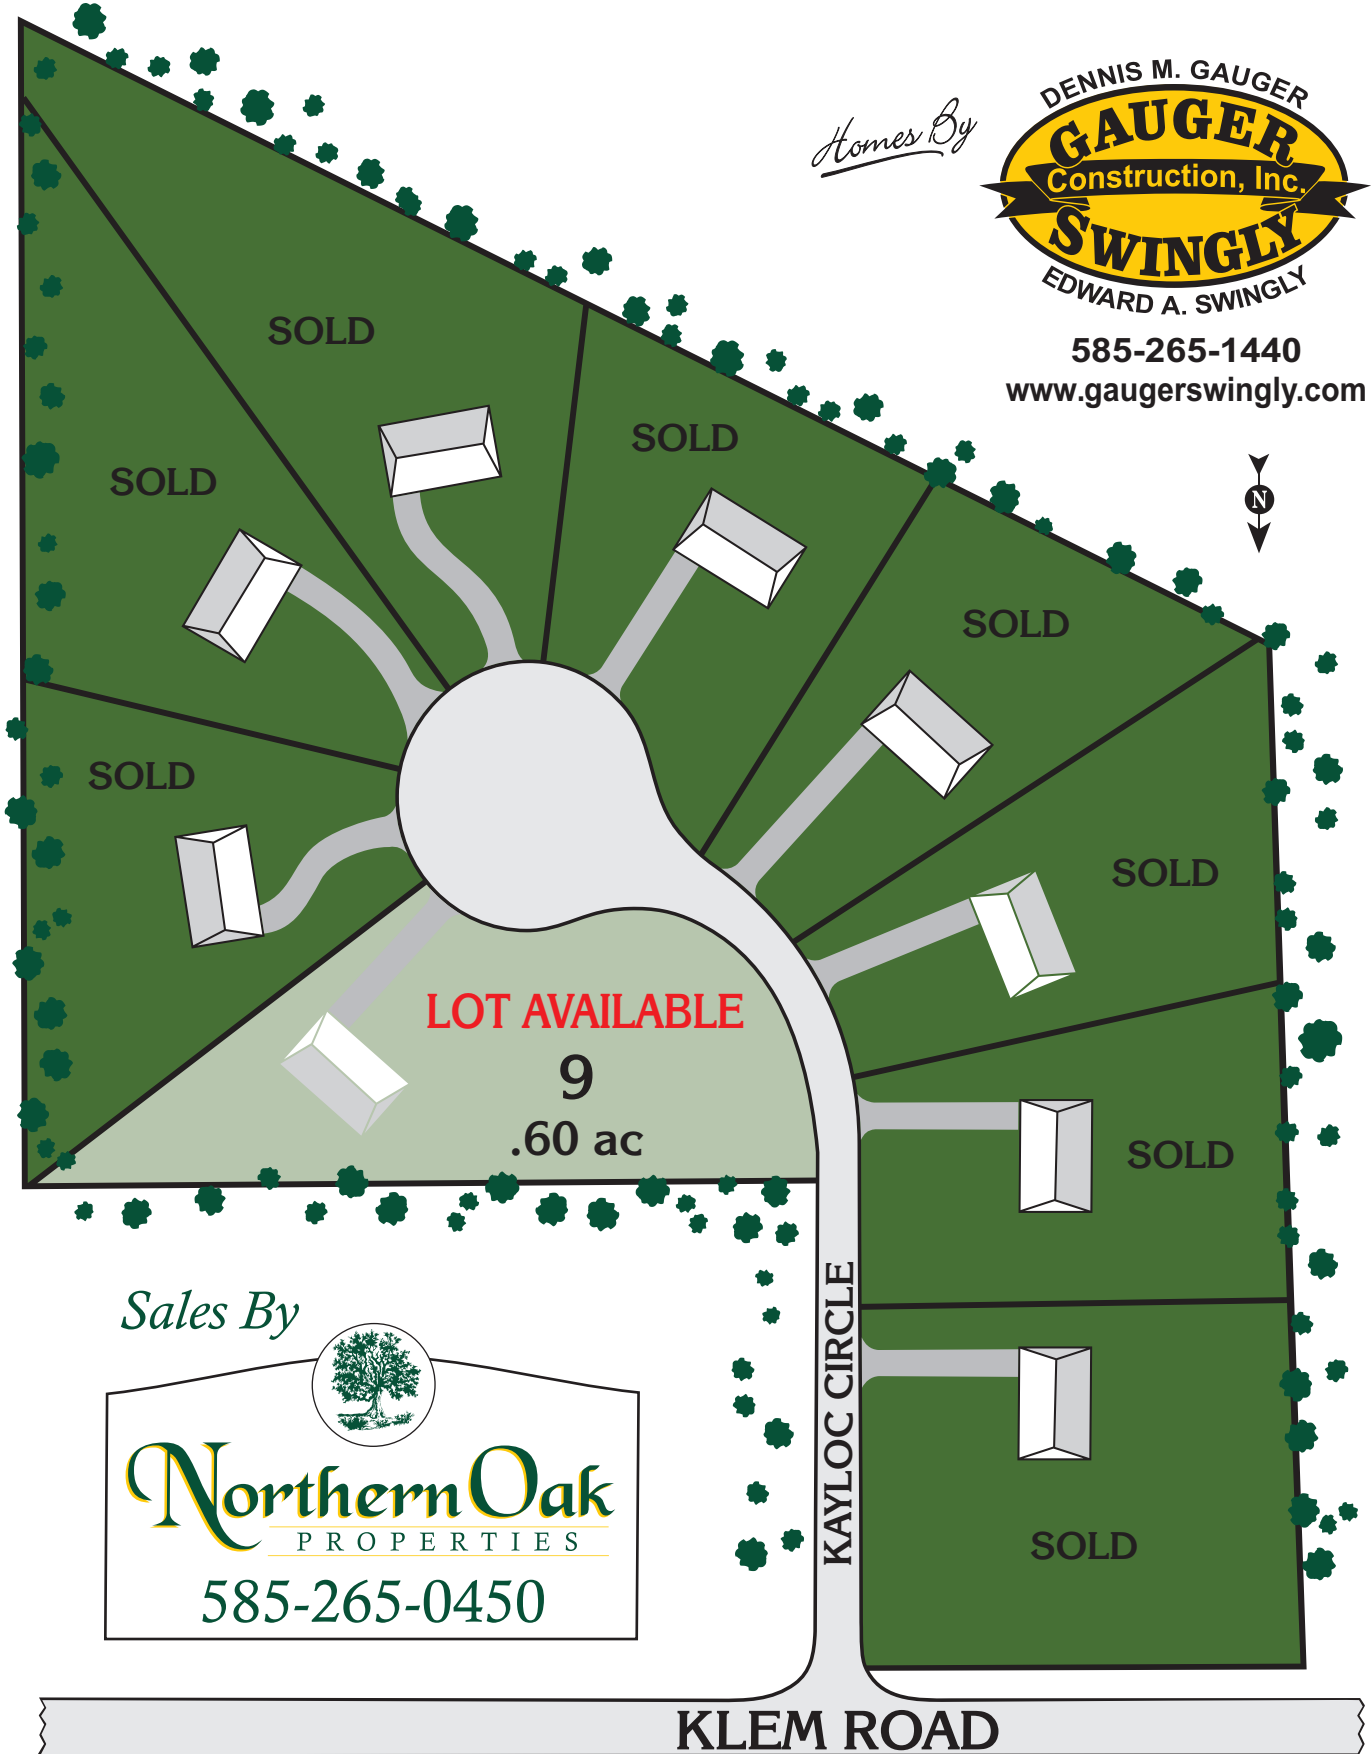 Homes By
DENNIS M. GAUGER
GAUGER
Construction, Inc.
SWINGLY
EDWARD A. SWINGLY
585-265-1440
www.gaugerswingly.com
N
SOLD
SOLD
SOLD
SOLD
SOLD
SOLD
SOLD
SOLD
LOT AVAILABLE
9
.60 ac
KAYLOC CIRCLE
Sales By
Northern Oak
PROPERTIES
585-265-0450
KLEM ROAD